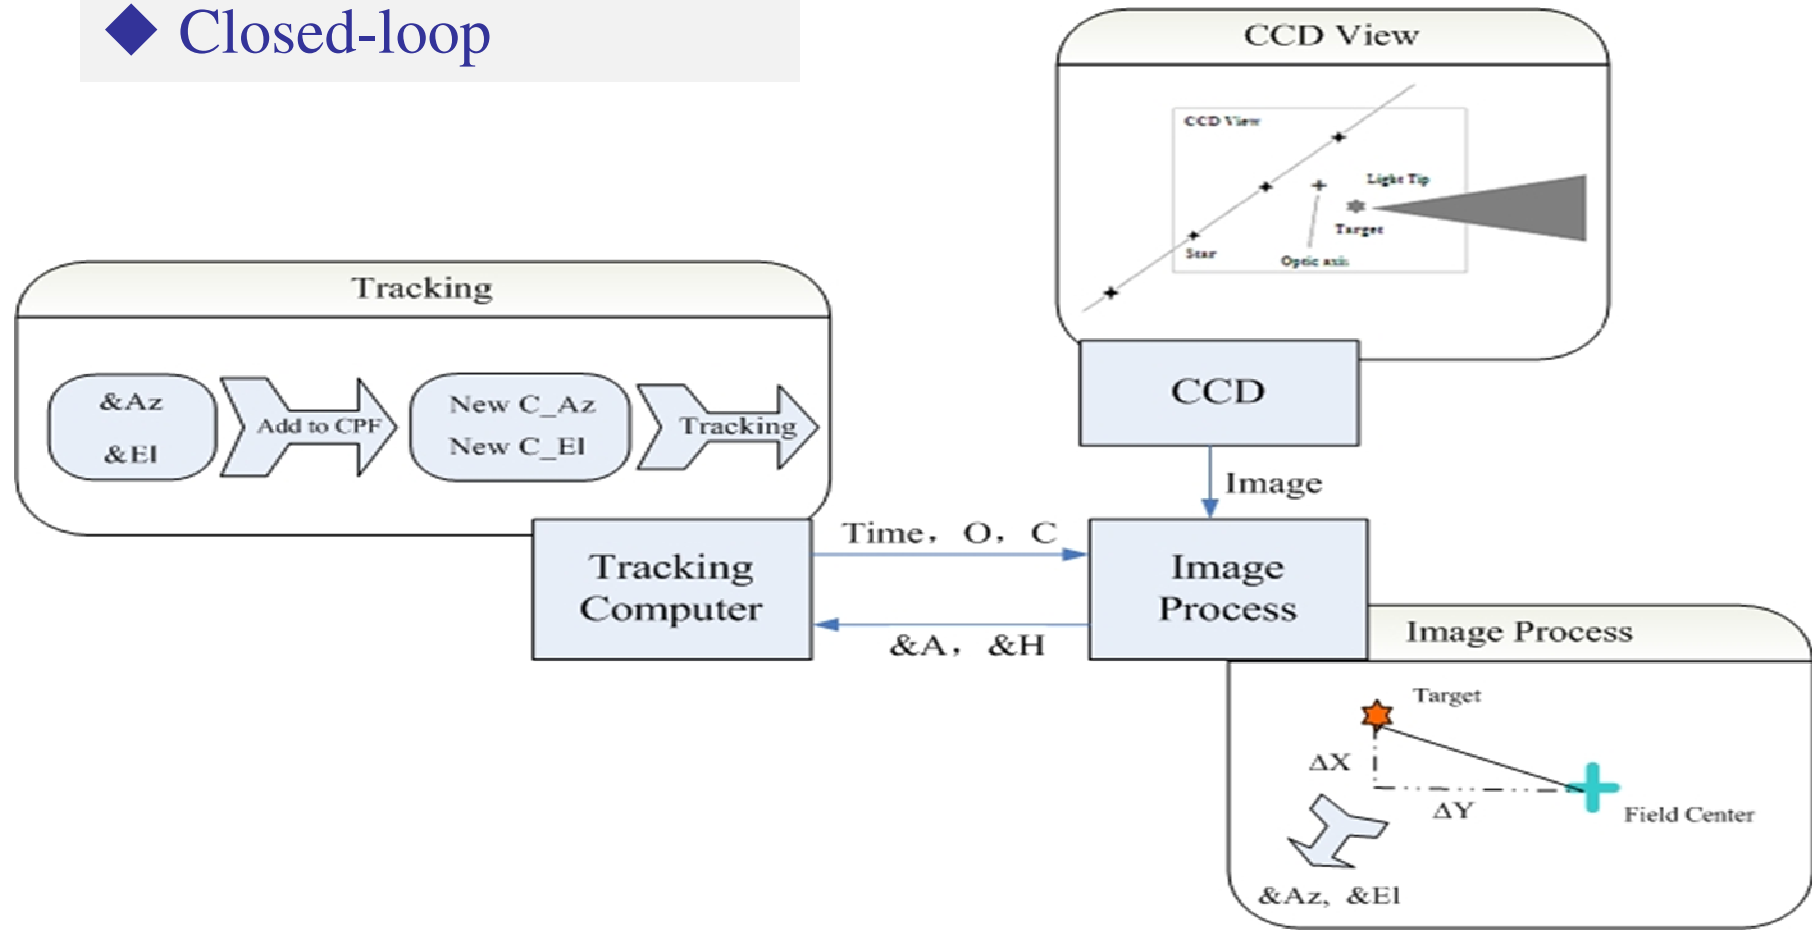 ◆ Closed-loop
CCD View
CCD View
Light Tip
Target
Star
Optic axis
Tracking
&Az
&El
Add to CPF
New C_Az
New C_El
Tracking
CCD
Image
Time， O， C
Tracking
Computer
Image
Process
&A， &H
Image Process
Target
ΔX
ΔY
Field Center
&Az, &El